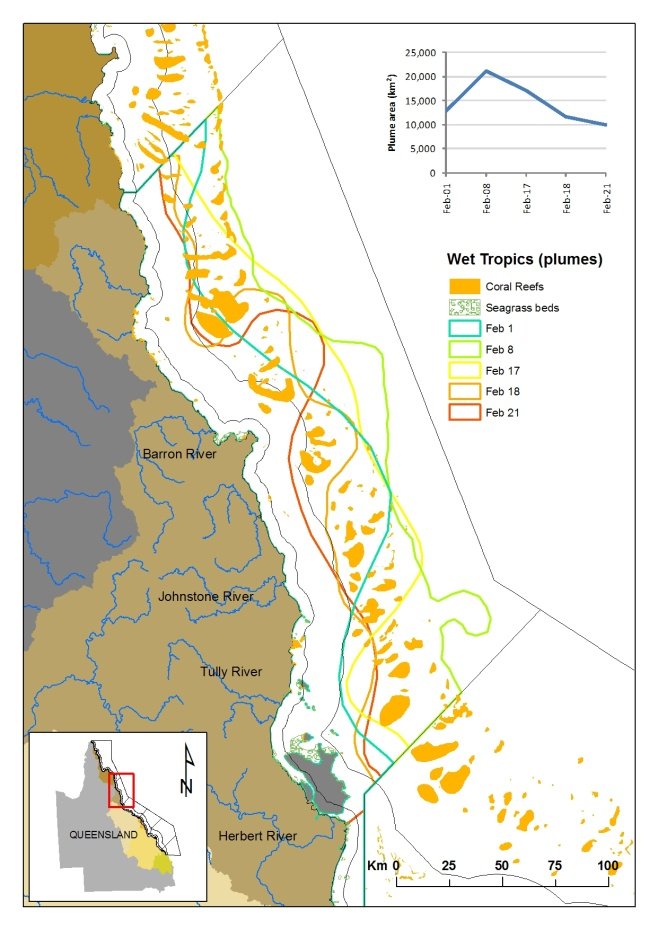 25,000
20,000
15,000
10,000
5,000
0
Plume area (km²)
Feb-01
Feb-08
Feb-17
Feb-18
Feb-21
Wet Tropics (plumes)
Coral Reefs
Seagrass beds
Feb 1
Feb 8
Feb 17
Feb 18
Feb 21
Barron River
Johnstone River
Tully River
Herbert River
QUEENSLAND
N
Km 0 25 50 75 100